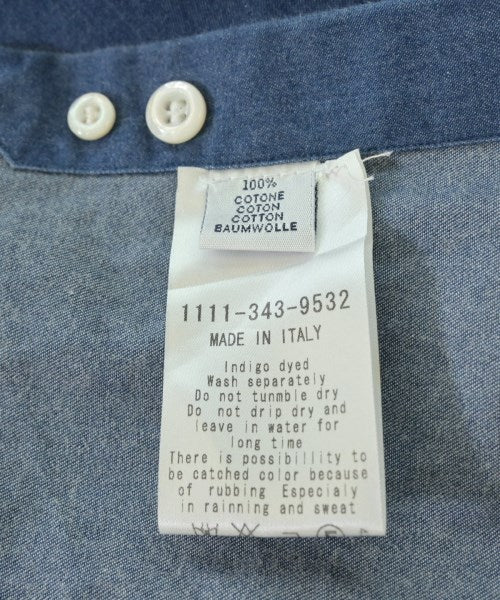 100%
COTONE
COTON
COTTON
BAUMWOLLE
1111-343-9532
MADE IN ITALY
Indigo dyed
Wash separately
Do not tunmble dry
Do not drip dry and
leave in water for
long time
There is possibillity to
be catched color because
of rubbing Especialy
in rainning and sweat